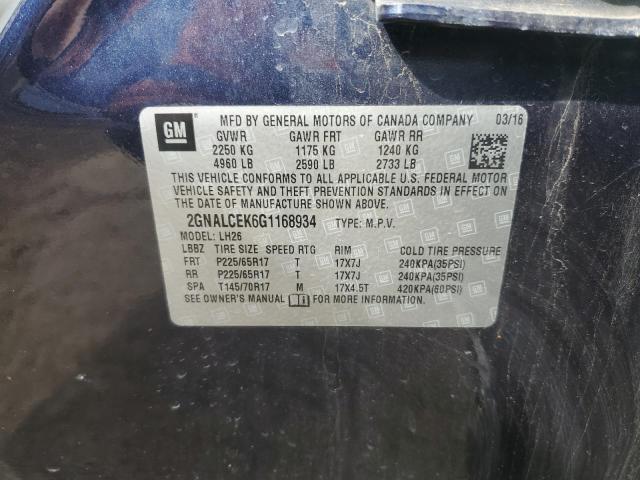 GM
MFD BY GENERAL MOTORS OF CANADA COMPANY 03/16
GVWR GAWR FRT GAWR RR
2250 KG 1175 KG 1240 KG
4960 LB 2590 LB 2733 LB
THIS VEHICLE CONFORMS TO ALL APPLICABLE U.S. FEDERAL MOTOR
VEHICLE SAFETY AND THEFT PREVENTION STANDARDS IN EFFECT ON
THE DATE OF MANUFACTURE SHOWN ABOVE.
2GNALCEK6G1168934 TYPE: M.P.V.
MODEL: LH26
LBBZ TIRE SIZE SPEED RTG RIM COLD TIRE PRESSURE
FRT P225/65R17 T 17X7J 240KPA(35PSI)
RR P225/65R17 T 17X7J 240KPA(35PSI)
SPA T145/70R17 M 17X4.5T 420KPA(60PSI)
SEE OWNER'S MANUAL FOR MORE INFORMATION.